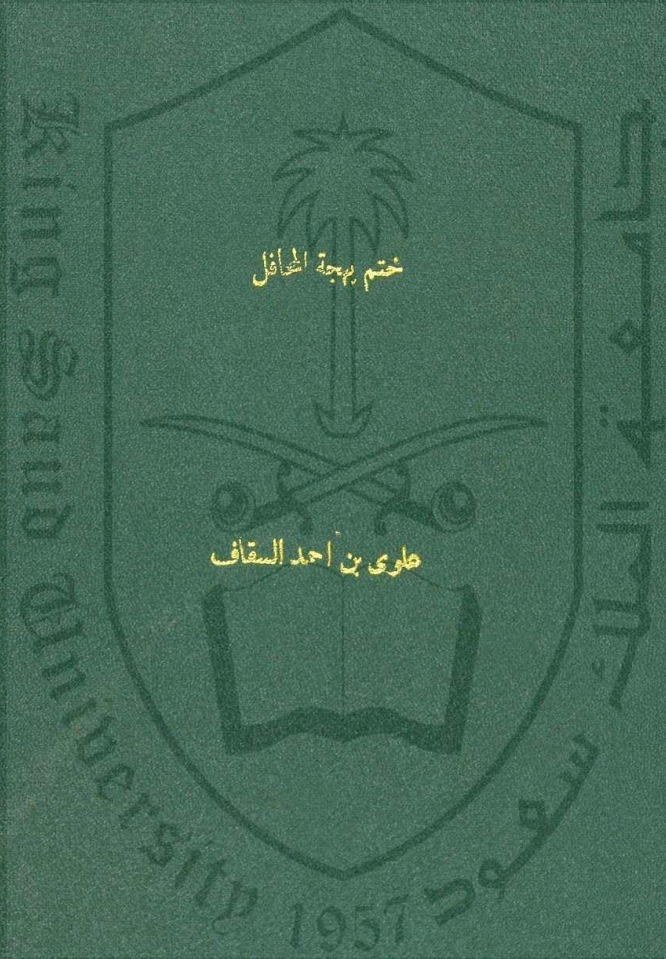 ختم بهجة المحافل
علوى بن احمد السقاف
King Saud University 1957
جامعة الملك سعود